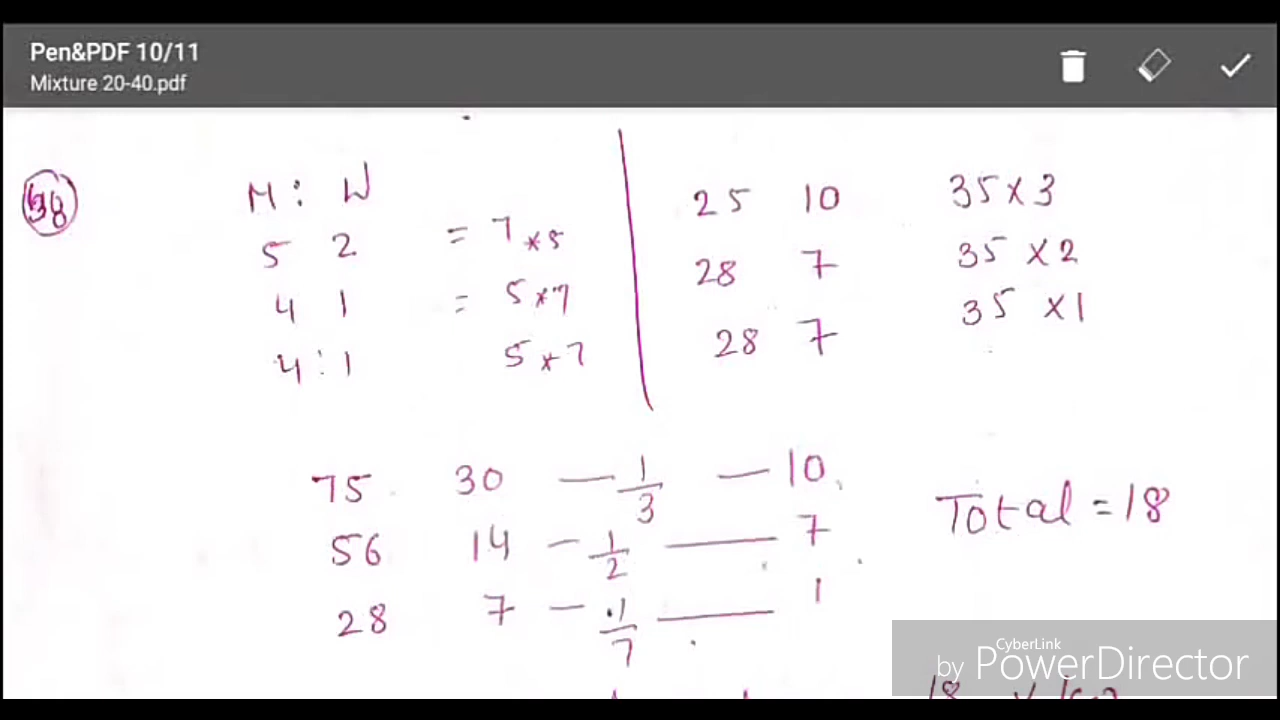 Pen&PDF 10/11
Mixture 20-40.pdf
38
M : W
5 2 = 7 × 5
4 1 = 5 × 7
4 : 1 5 × 7
25 10 35 × 3
28 7 35 × 2
28 7 35 × 1
75 30 — 1/3 — 10
56 14 — 1/2 — 7
28 7 — 1/7 — 1
Total = 18
CyberLink
by PowerDirector
18